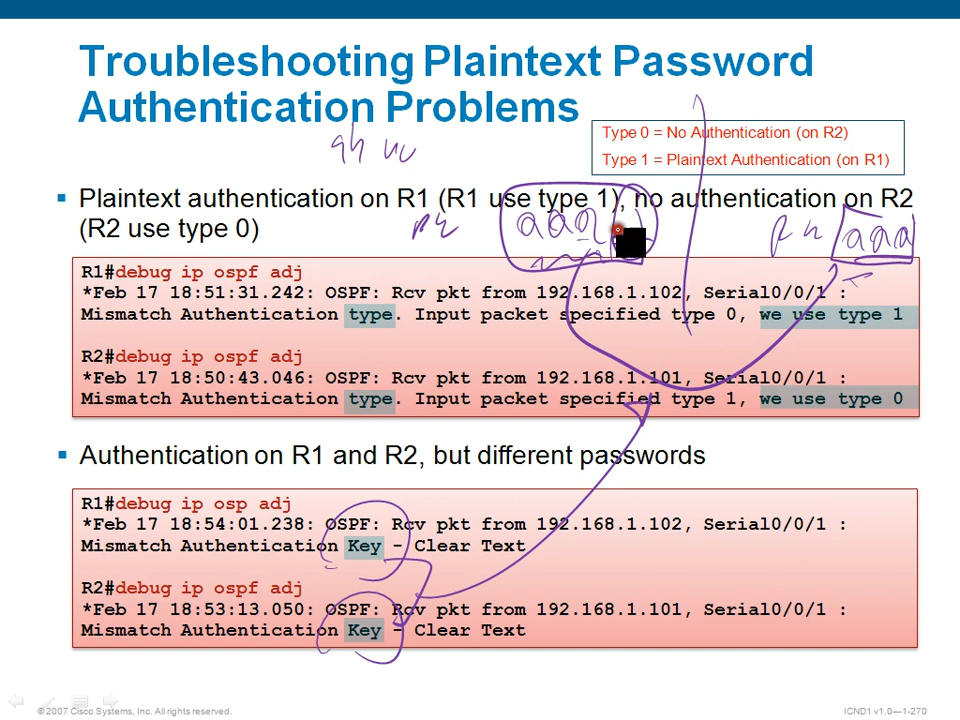 Troubleshooting Plaintext Password
Authentication Problems
Type 0 = No Authentication (on R2)
Type 1 = Plaintext Authentication (on R1)
▪ Plaintext authentication on R1 (R1 use type 1), no authentication on R2
(R2 use type 0)
aaa
R1#debug ip ospf adj
*Feb 17 18:51:31.242: OSPF: Rcv pkt from 192.168.1.102, Serial0/0/1 :
Mismatch Authentication type. Input packet specified type 0, we use type 1
R2#debug ip ospf adj
*Feb 17 18:50:43.046: OSPF: Rcv pkt from 192.168.1.101, Serial0/0/1 :
Mismatch Authentication type. Input packet specified type 1, we use type 0
▪ Authentication on R1 and R2, but different passwords
R1#debug ip osp adj
*Feb 17 18:54:01.238: OSPF: Rcv pkt from 192.168.1.102, Serial0/0/1 :
Mismatch Authentication Key - Clear Text
R2#debug ip ospf adj
*Feb 17 18:53:13.050: OSPF: Rcv pkt from 192.168.1.101, Serial0/0/1 :
Mismatch Authentication Key - Clear Text
© 2007 Cisco Systems, Inc. All rights reserved.
ICND1 v1.0—1-270